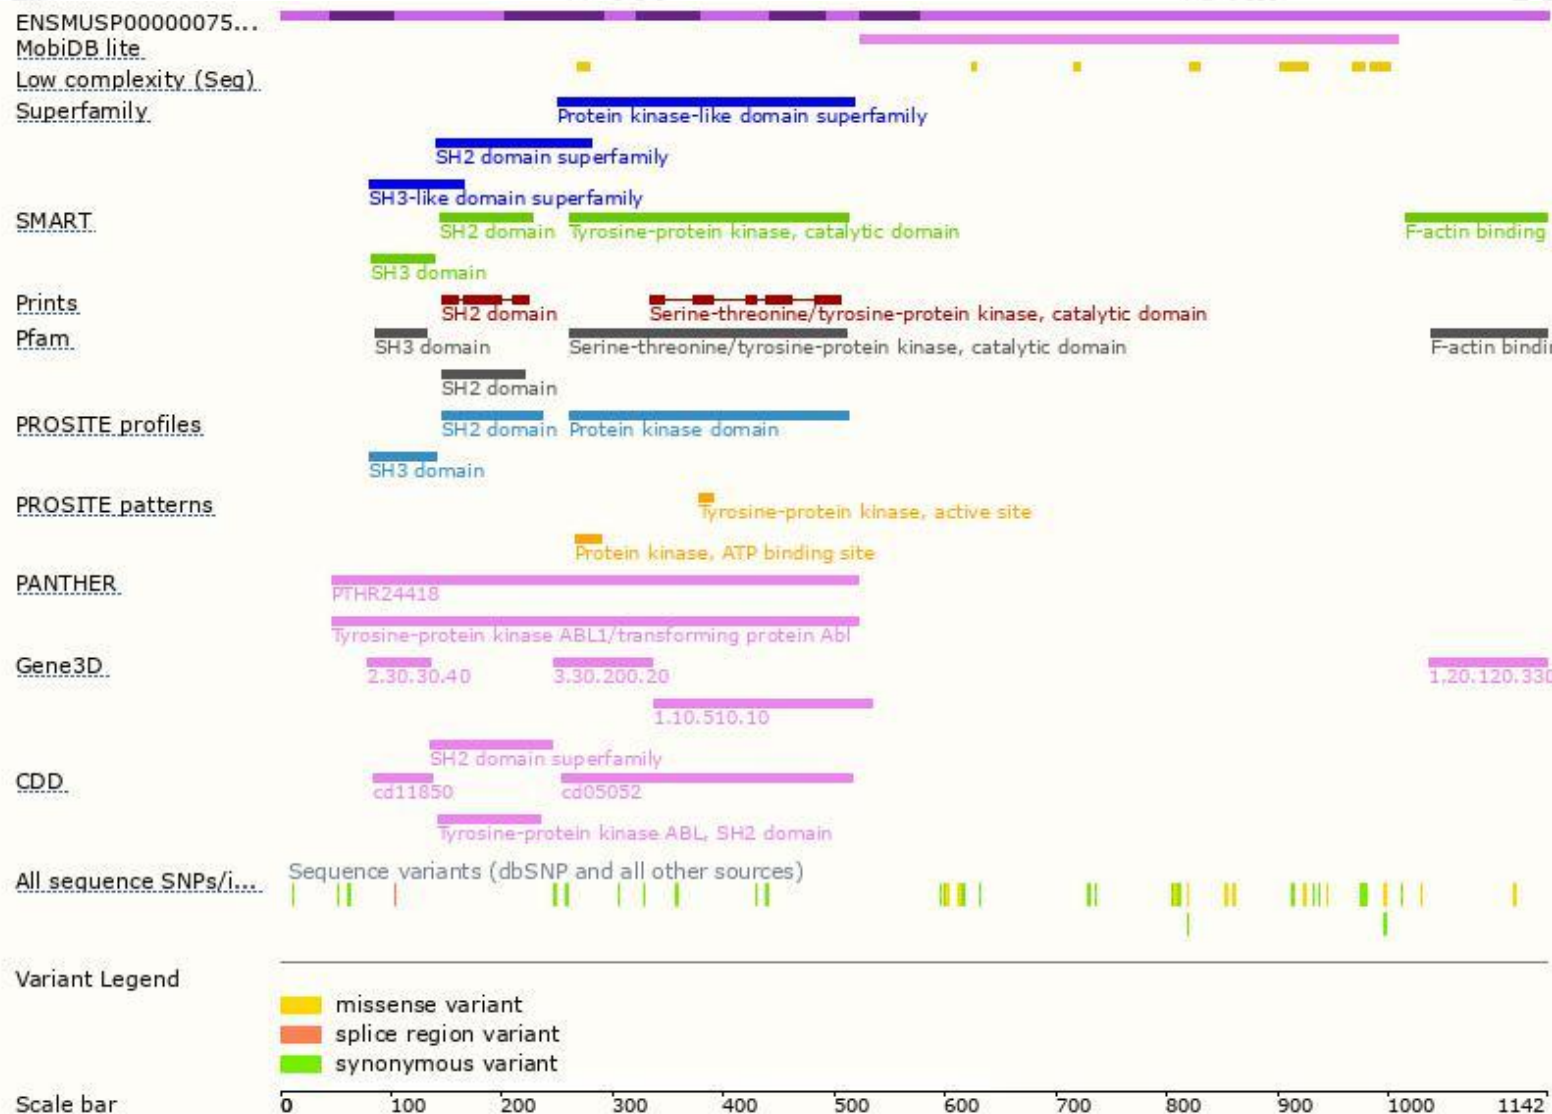 ENSMUSP00000075...
MobiDB lite
Low complexity (Seg)
Superfamily
Protein kinase-like domain superfamily
SH2 domain superfamily
SH3-like domain superfamily
SMART
SH2 domain Tyrosine-protein kinase, catalytic domain F-actin binding
SH3 domain
Prints
SH2 domain Serine-threonine/tyrosine-protein kinase, catalytic domain
Pfam
SH3 domain Serine-threonine/tyrosine-protein kinase, catalytic domain F-actin bindin
SH2 domain
PROSITE profiles
SH2 domain Protein kinase domain
SH3 domain
PROSITE patterns
Tyrosine-protein kinase, active site
Protein kinase, ATP binding site
PANTHER
PTHR24418
Tyrosine-protein kinase ABL1/transforming protein Abl
Gene3D
2.30.30.40 3.30.200.20 1.20.120.330
1.10.510.10
SH2 domain superfamily
CDD
cd11850 cd05052
Tyrosine-protein kinase ABL, SH2 domain
All sequence SNPs/i...
Sequence variants (dbSNP and all other sources)
Variant Legend
missense variant
splice region variant
synonymous variant
Scale bar 0 100 200 300 400 500 600 700 800 900 1000 1142